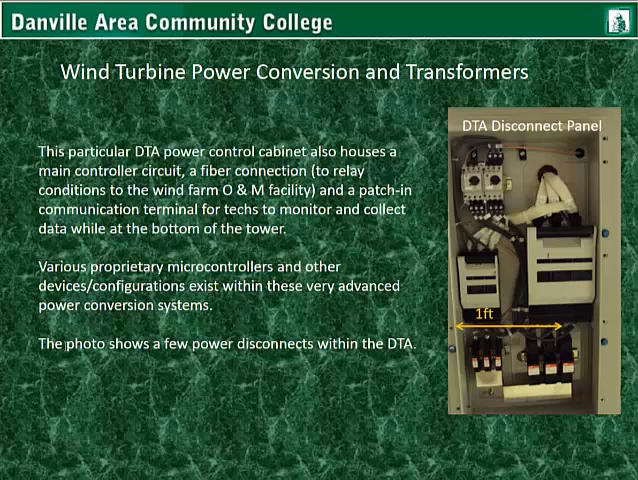 Danville Area Community College
Wind Turbine Power Conversion and Transformers
DTA Disconnect Panel
This particular DTA power control cabinet also houses a
main controller circuit, a fiber connection (to relay
conditions to the wind farm O & M facility) and a patch-in
communication terminal for techs to monitor and collect
data while at the bottom of the tower.
Various proprietary microcontrollers and other
devices/configurations exist within these very advanced
power conversion systems.
1ft
The photo shows a few power disconnects within the DTA.